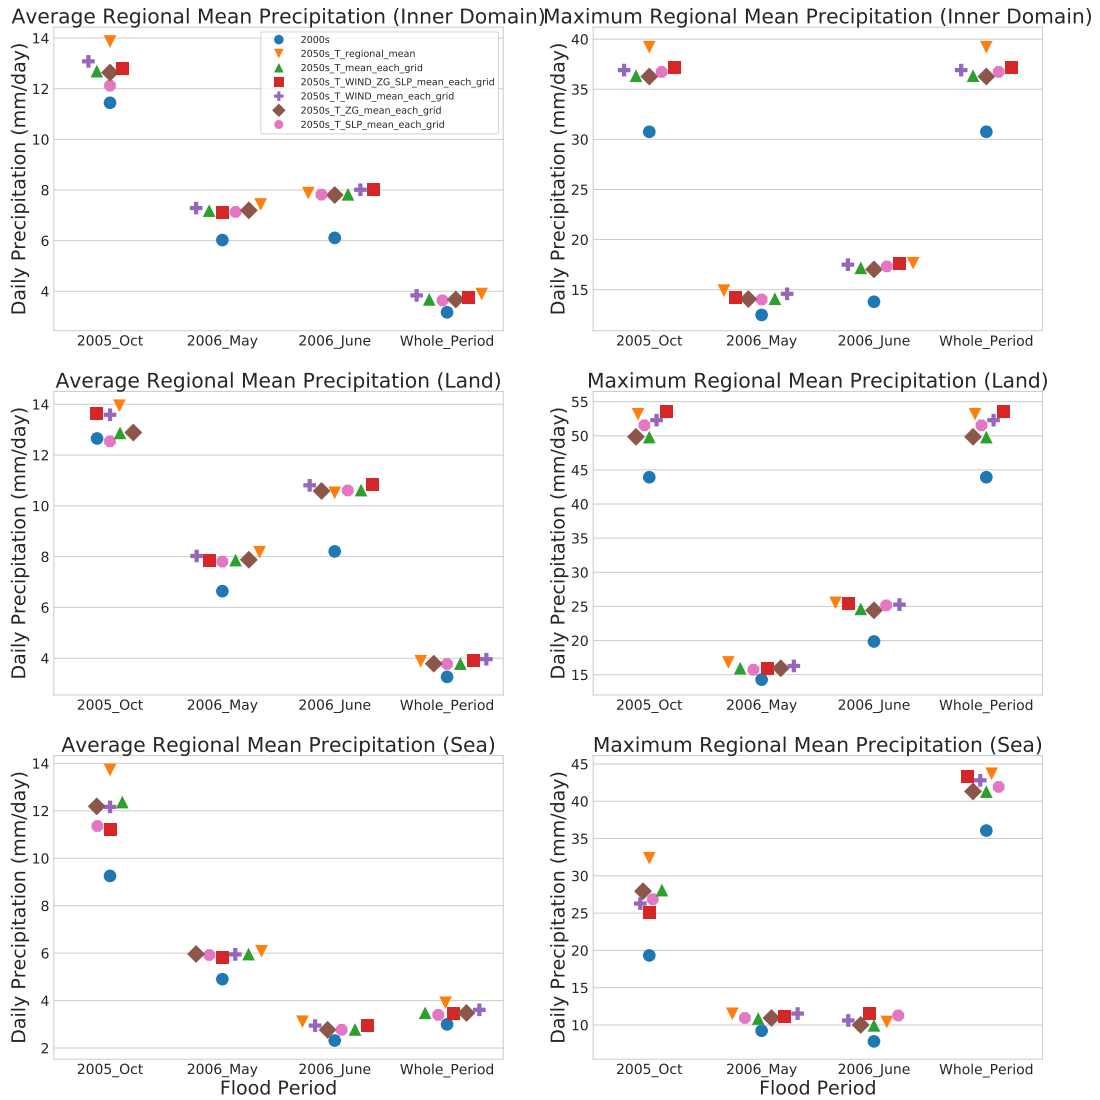 Average Regional Mean Precipitation (Inner Domain)
Daily Precipitation (mm/day)
14
12
10
8
6
4
2000s
2050s_T_regional_mean
2050s_T_mean_each_grid
2050s_T_WIND_ZG_SLP_mean_each_grid
2050s_T_WIND_mean_each_grid
2050s_T_ZG_mean_each_grid
2050s_T_SLP_mean_each_grid
2005_Oct 2006_May 2006_June Whole_Period
Maximum Regional Mean Precipitation (Inner Domain)
Daily Precipitation (mm/day)
40
35
30
25
20
15
2005_Oct 2006_May 2006_June Whole_Period
Average Regional Mean Precipitation (Land)
Daily Precipitation (mm/day)
14
12
10
8
6
4
2005_Oct 2006_May 2006_June Whole_Period
Maximum Regional Mean Precipitation (Land)
Daily Precipitation (mm/day)
55
50
45
40
35
30
25
20
15
2005_Oct 2006_May 2006_June Whole_Period
Average Regional Mean Precipitation (Sea)
Daily Precipitation (mm/day)
14
12
10
8
6
4
2
2005_Oct 2006_May 2006_June Whole_Period
Flood Period
Maximum Regional Mean Precipitation (Sea)
Daily Precipitation (mm/day)
45
40
35
30
25
20
15
10
2005_Oct 2006_May 2006_June Whole_Period
Flood Period